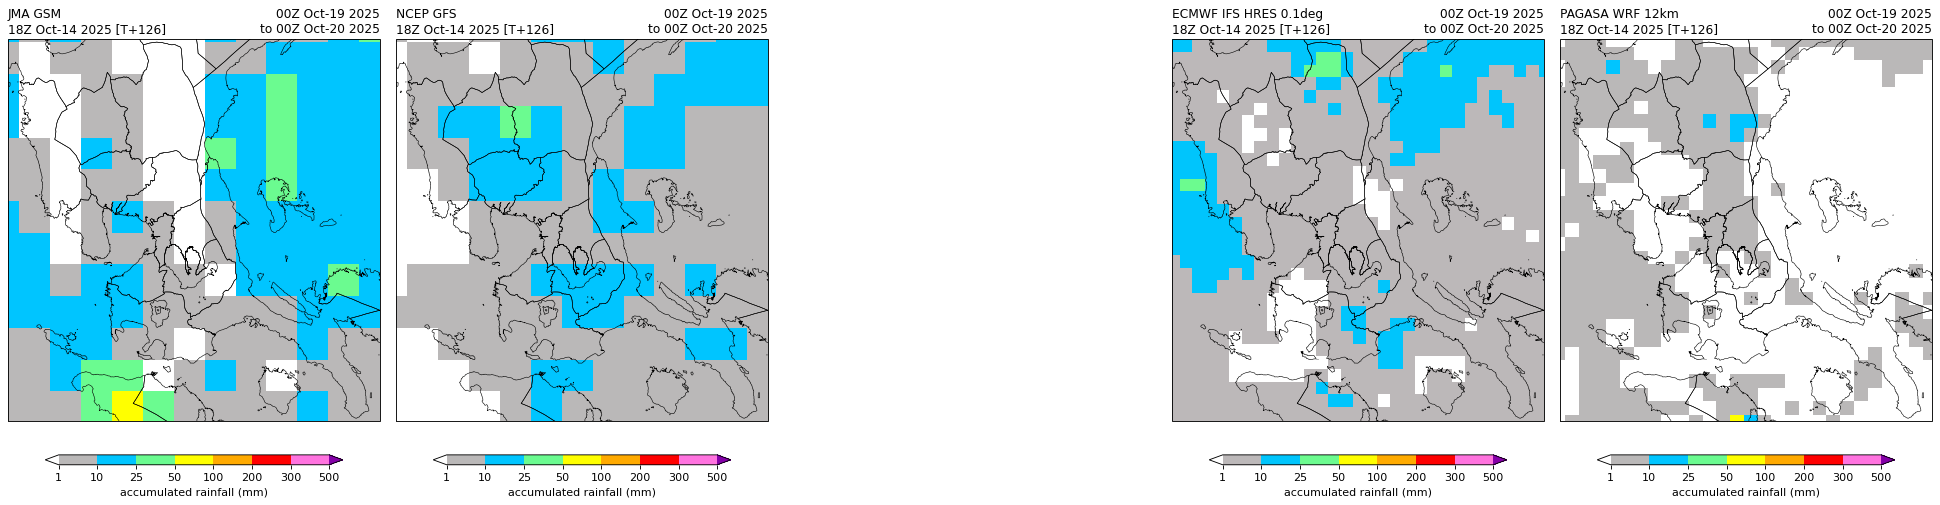 JMA GSM 00Z Oct-19 2025
18Z Oct-14 2025 [T+126] to 00Z Oct-20 2025
1 10 25 50 100 200 300 500
accumulated rainfall (mm)
NCEP GFS 00Z Oct-19 2025
18Z Oct-14 2025 [T+126] to 00Z Oct-20 2025
1 10 25 50 100 200 300 500
accumulated rainfall (mm)
ECMWF IFS HRES 0.1deg 00Z Oct-19 2025
18Z Oct-14 2025 [T+126] to 00Z Oct-20 2025
1 10 25 50 100 200 300 500
accumulated rainfall (mm)
PAGASA WRF 12km 00Z Oct-19 2025
18Z Oct-14 2025 [T+126] to 00Z Oct-20 2025
1 10 25 50 100 200 300 500
accumulated rainfall (mm)